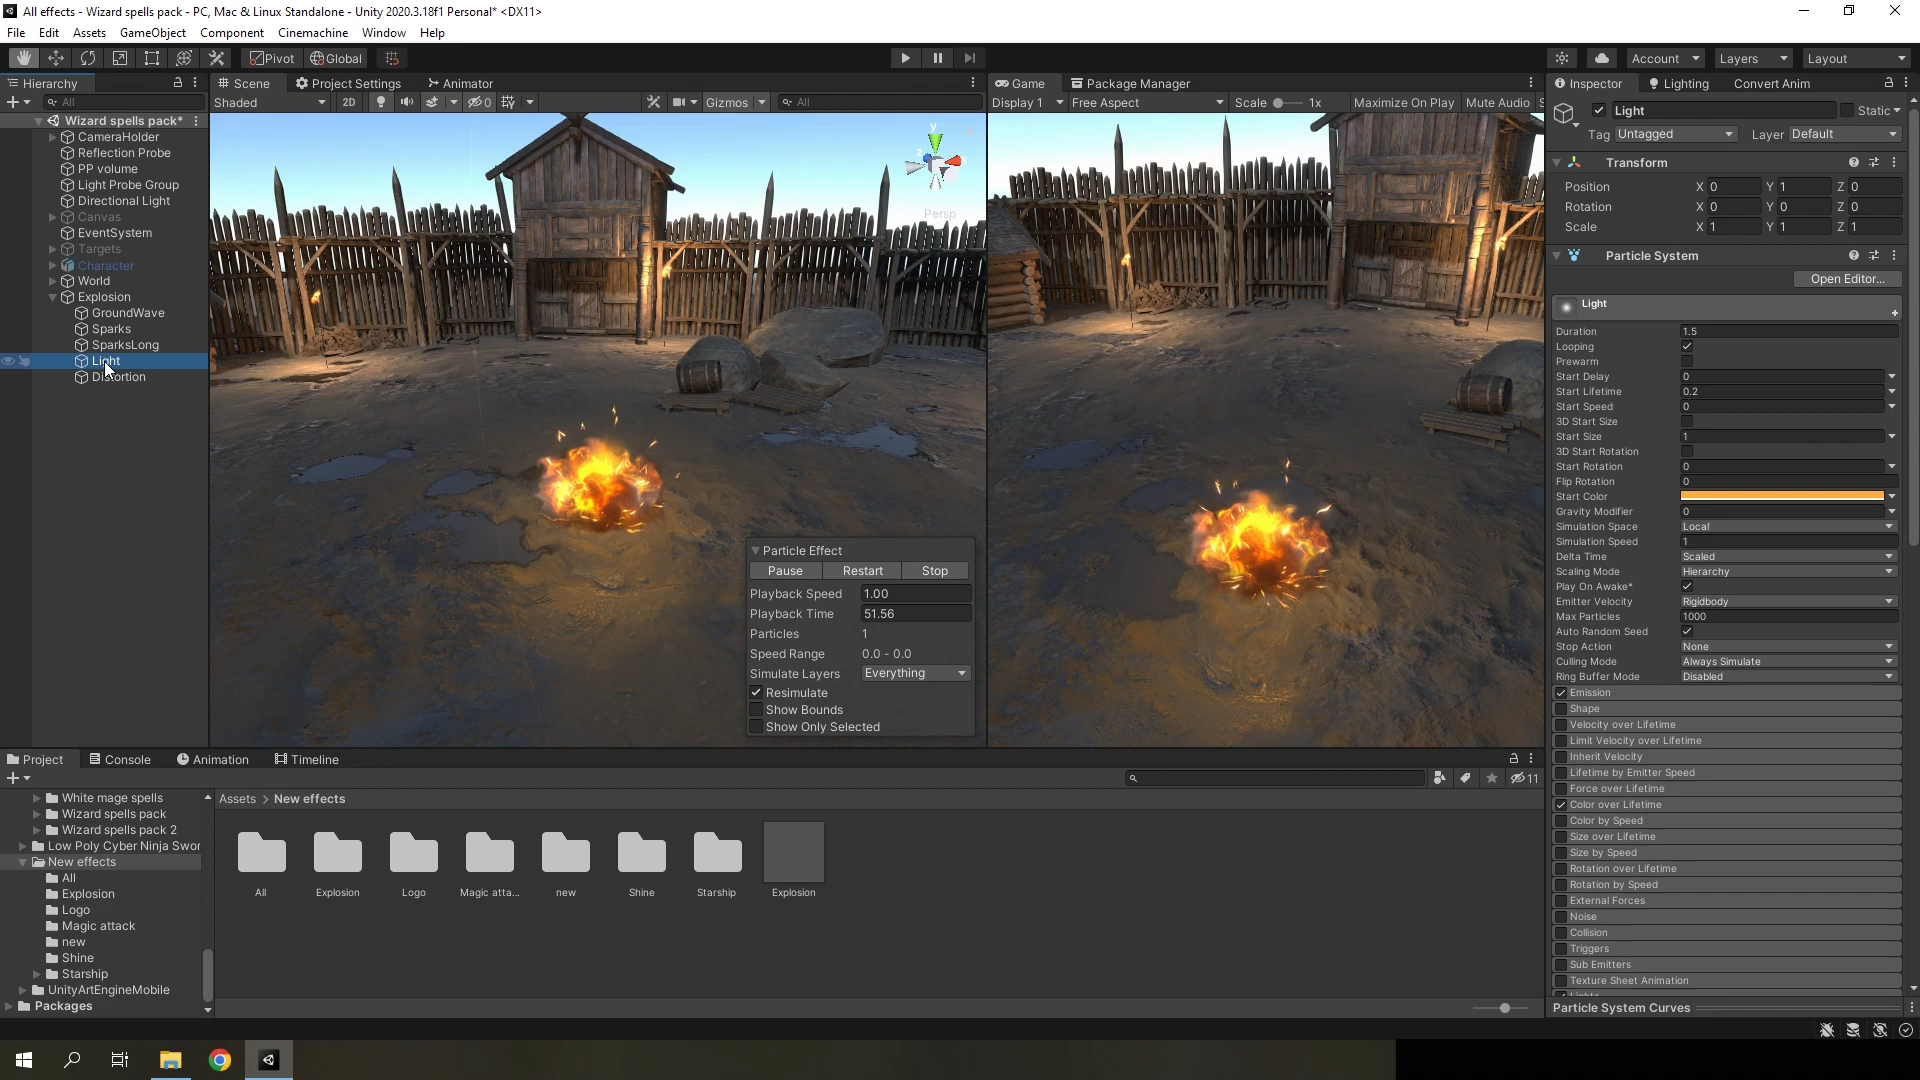 All effects - Wizard spells pack - PC, Mac & Linux Standalone - Unity 2020.3.18f1 Personal* <DX11>
File Edit Assets GameObject Component Cinemachine Window Help
Pivot Global Account Layers Layout
Hierarchy
All
Wizard spells pack*
CameraHolder
Reflection Probe
PP volume
Light Probe Group
Directional Light
Canvas
EventSystem
Targets
Character
World
Explosion
GroundWave
Sparks
SparksLong
Light
Distortion
Scene Project Settings Animator
Shaded 2D 0 Gizmos All
y
Persp
Particle Effect
Pause Restart Stop
Playback Speed 1.00
Playback Time 51.56
Particles 1
Speed Range 0.0 - 0.0
Simulate Layers Everything
Resimulate
Show Bounds
Show Only Selected
Game Package Manager
Display 1 Free Aspect Scale 1x Maximize On Play Mute Audio S
Inspector Lighting Convert Anim
Light Static
Tag Untagged Layer Default
Transform
Position X 0 Y 1 Z 0
Rotation X 0 Y 0 Z 0
Scale X 1 Y 1 Z 1
Particle System
Open Editor...
Light
Duration 1.5
Looping
Prewarm
Start Delay 0
Start Lifetime 0.2
Start Speed 0
3D Start Size
Start Size 1
3D Start Rotation
Start Rotation 0
Flip Rotation 0
Start Color
Gravity Modifier 0
Simulation Space Local
Simulation Speed 1
Delta Time Scaled
Scaling Mode Hierarchy
Play On Awake*
Emitter Velocity Rigidbody
Max Particles 1000
Auto Random Seed
Stop Action None
Culling Mode Always Simulate
Ring Buffer Mode Disabled
Emission
Shape
Velocity over Lifetime
Limit Velocity over Lifetime
Inherit Velocity
Lifetime by Emitter Speed
Force over Lifetime
Color over Lifetime
Color by Speed
Size over Lifetime
Size by Speed
Rotation over Lifetime
Rotation by Speed
External Forces
Noise
Collision
Triggers
Sub Emitters
Texture Sheet Animation
Particle System Curves
Project Console Animation Timeline
11
White mage spells
Wizard spells pack
Wizard spells pack 2
Low Poly Cyber Ninja Swor
New effects
All
Explosion
Logo
Magic attack
new
Shine
Starship
UnityArtEngineMobile
Packages
Assets > New effects
All Explosion Logo Magic atta... new Shine Starship Explosion